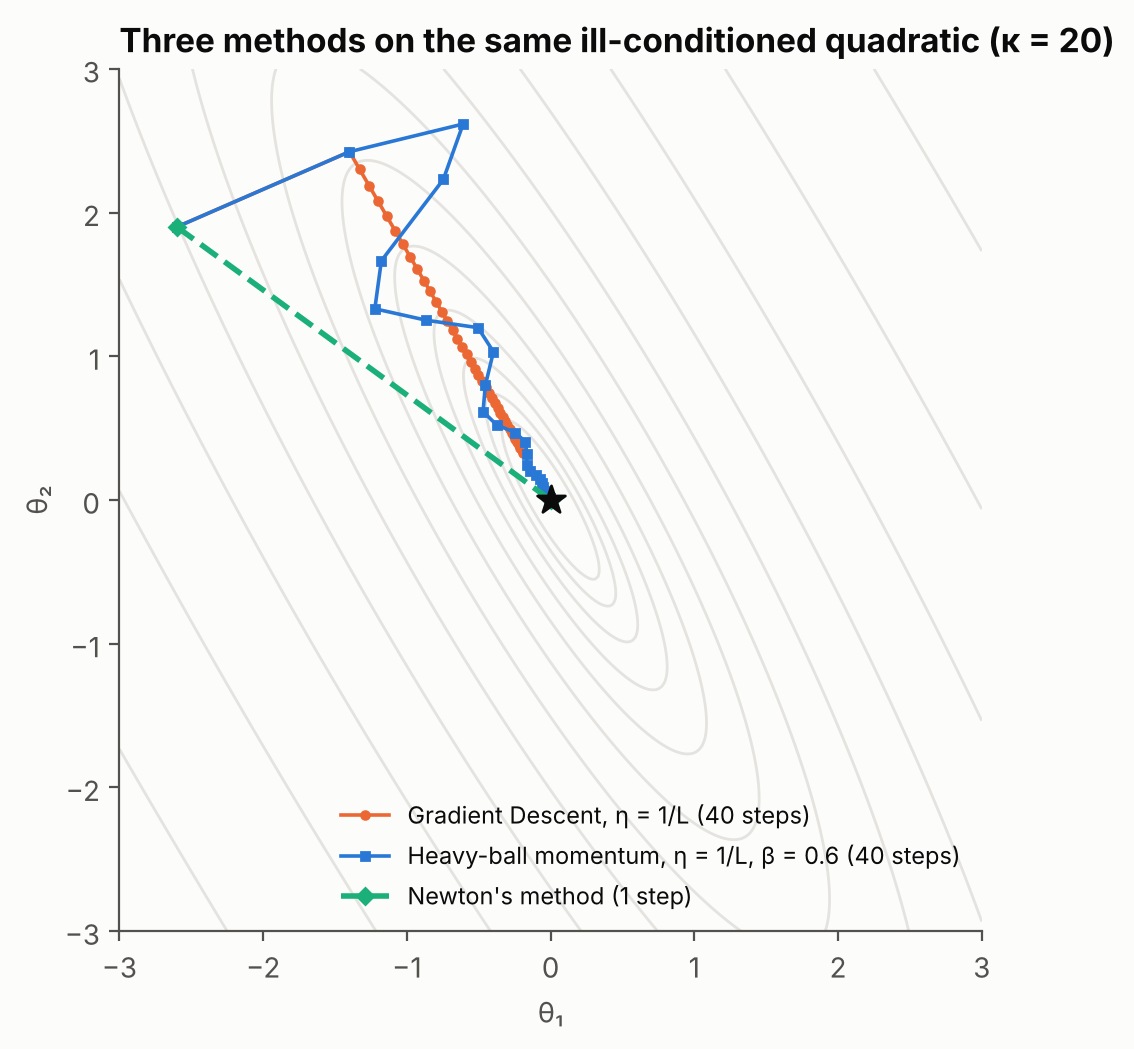 Three methods on the same ill-conditioned quadratic (κ = 20)
3
2
1
0
−1
−2
−3
θ₂
Gradient Descent, η = 1/L (40 steps)
Heavy-ball momentum, η = 1/L, β = 0.6 (40 steps)
Newton's method (1 step)
−3 −2 −1 0 1 2 3
θ₁